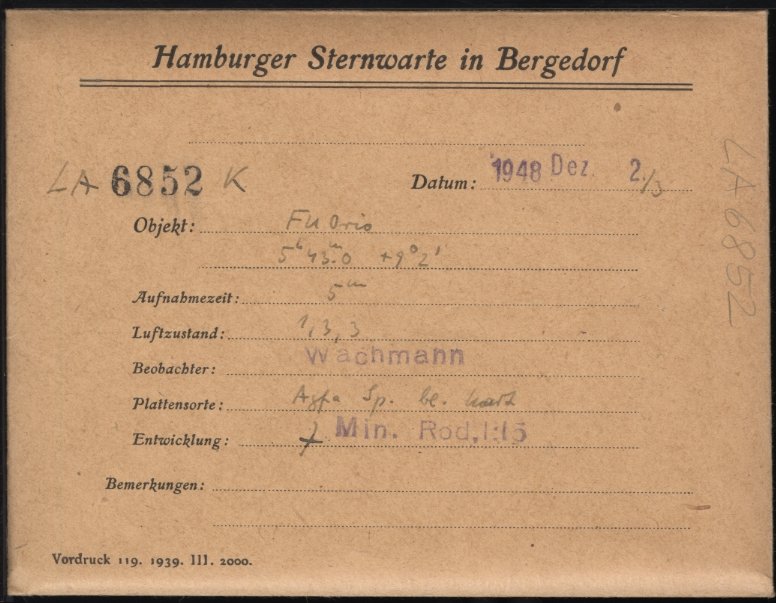 Hamburger Sternwarte in Bergedorf
LA 6852 K
Datum: 1948 Dez. 2./3
Objekt: FU Oris
5h 43m.0 +9° 2'
Aufnahmezeit: 5m
Luftzustand: 1, 3, 3
Beobachter: Wachmann
Plattensorte: Agfa Sp. bl. hart
Entwicklung: 7 Min. Rod. 1:15
Bemerkungen:
Vordruck 119. 1939. III. 2000.
LA 6852